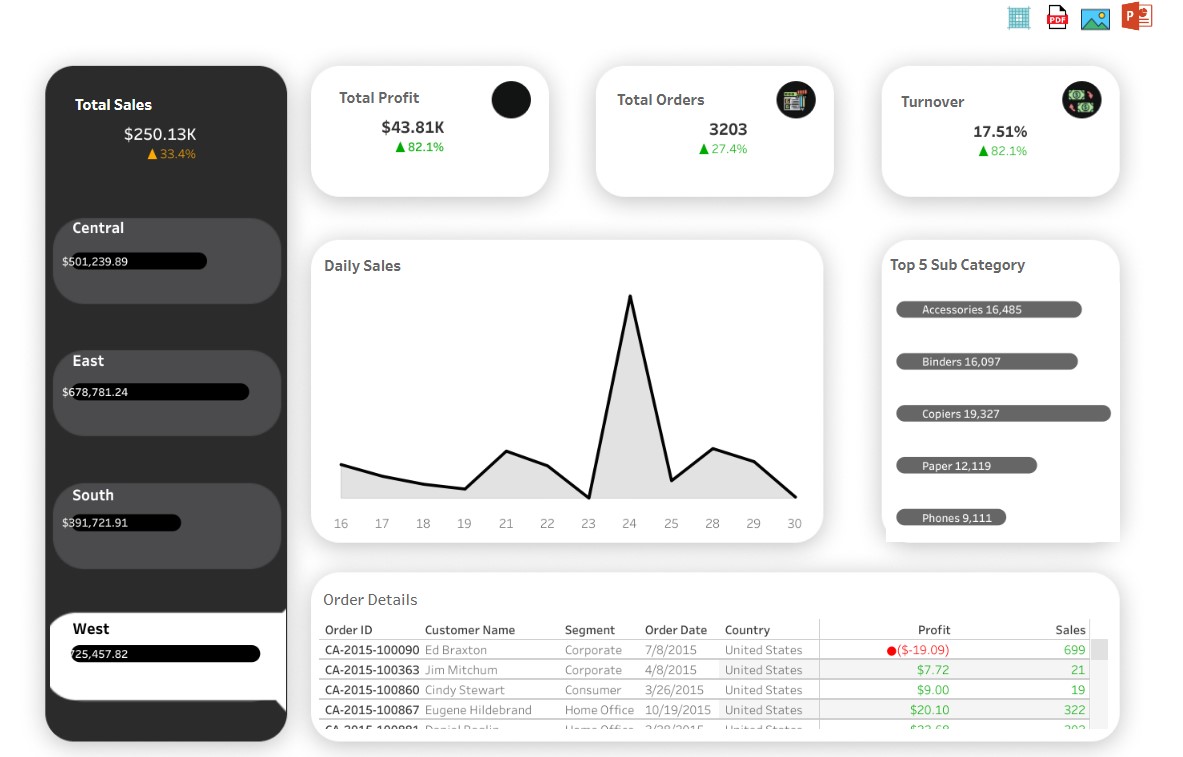 PDF
P
Total Sales
$250.13K
▲33.4%
Central
$501,239.89
East
$678,781.24
South
$391,721.91
West
725,457.82
Total Profit
$43.81K
▲82.1%
Total Orders
3203
▲27.4%
Turnover
17.51%
▲82.1%
Daily Sales
16 17 18 19 21 22 23 24 25 28 29 30
Top 5 Sub Category
Accessories 16,485
Binders 16,097
Copiers 19,327
Paper 12,119
Phones 9,111
Order Details
Order ID Customer Name Segment Order Date Country Profit Sales
CA-2015-100090 Ed Braxton Corporate 7/8/2015 United States ($-19.09) 699
CA-2015-100363 Jim Mitchum Corporate 4/8/2015 United States $7.72 21
CA-2015-100860 Cindy Stewart Consumer 3/26/2015 United States $9.00 19
CA-2015-100867 Eugene Hildebrand Home Office 10/19/2015 United States $20.10 322
CA-2015-100881 Home Office United States